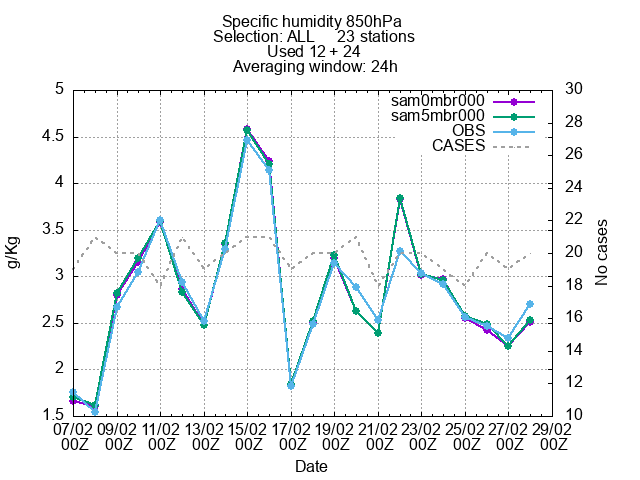 Specific humidity 850hPa
Selection: ALL 23 stations
Used 12 + 24
Averaging window: 24h
sam0mbr000
sam5mbr000
OBS
CASES
g/Kg
5
4.5
4
3.5
3
2.5
2
1.5
No cases
30
28
26
24
22
20
18
16
14
12
10
07/02 09/02 11/02 13/02 15/02 17/02 19/02 21/02 23/02 25/02 27/02 29/02
00Z 00Z 00Z 00Z 00Z 00Z 00Z 00Z 00Z 00Z 00Z 00Z
Date